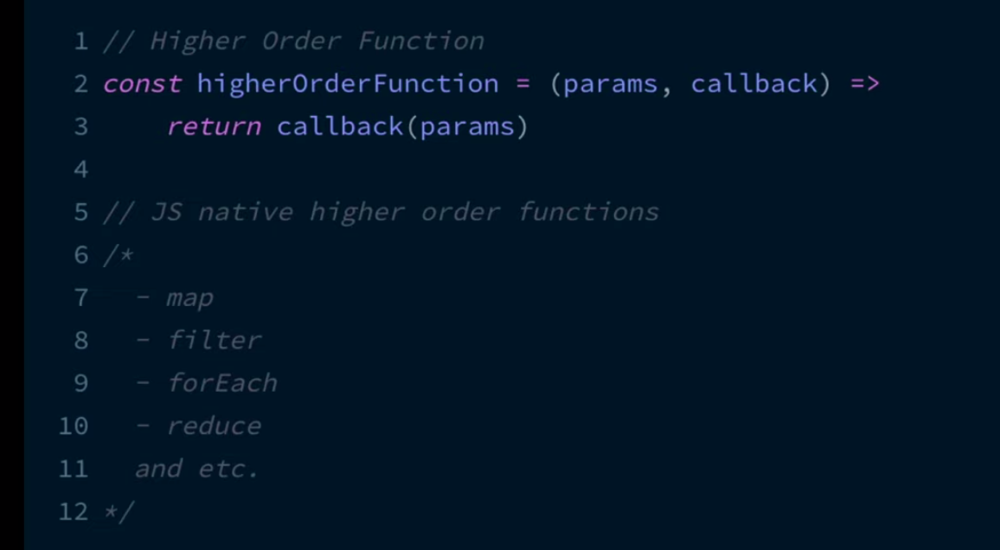 1 // Higher Order Function
2 const higherOrderFunction = (params, callback) =>
3     return callback(params)
4
5 // JS native higher order functions
6 /*
7   - map
8   - filter
9   - forEach
10   - reduce
11   and etc.
12 */